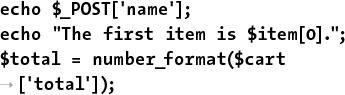 echo $_POST['name'];
echo "The first item is $item[0].";
$total = number_format($cart
→ ['total']);